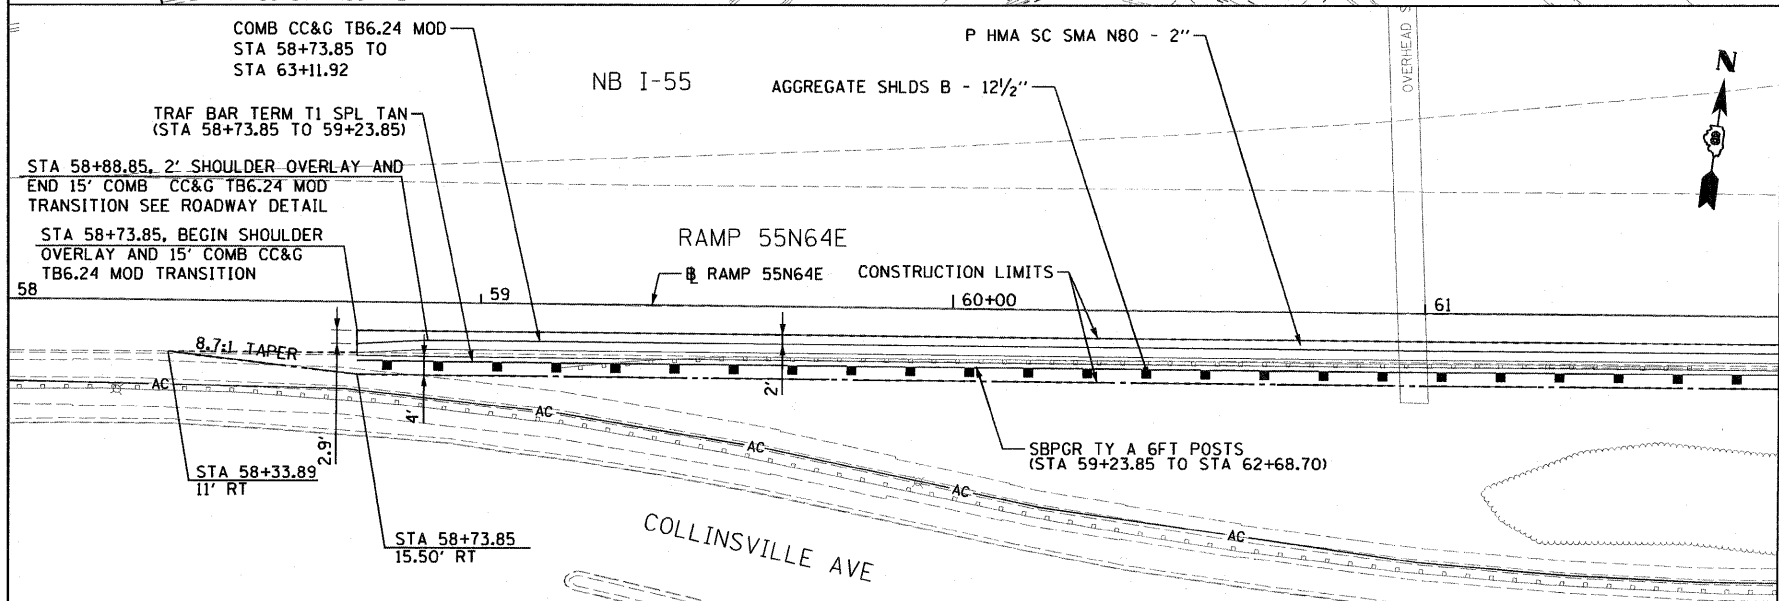 COMB CC&G TB6.24 MOD
STA 58+73.85 TO
STA 63+11.92
P HMA SC SMA N80 - 2"
OVERHEAD S
N
NB I-55
AGGREGATE SHLDS B - 12½"
TRAF BAR TERM T1 SPL TAN
(STA 58+73.85 TO 59+23.85)
STA 58+88.85, 2' SHOULDER OVERLAY AND
END 15' COMB CC&G TB6.24 MOD
TRANSITION SEE ROADWAY DETAIL
STA 58+73.85, BEGIN SHOULDER
OVERLAY AND 15' COMB CC&G
TB6.24 MOD TRANSITION
RAMP 55N64E
RAMP 55N64E
CONSTRUCTION LIMITS
58
59
60+00
61
8.7:1 TAPER
AC
2.9'
4'
2'
AC
AC
AC
AC
SBPGR TY A 6FT POSTS
(STA 59+23.85 TO STA 62+68.70)
STA 58+33.89
11' RT
STA 58+73.85
15.50' RT
COLLINSVILLE AVE